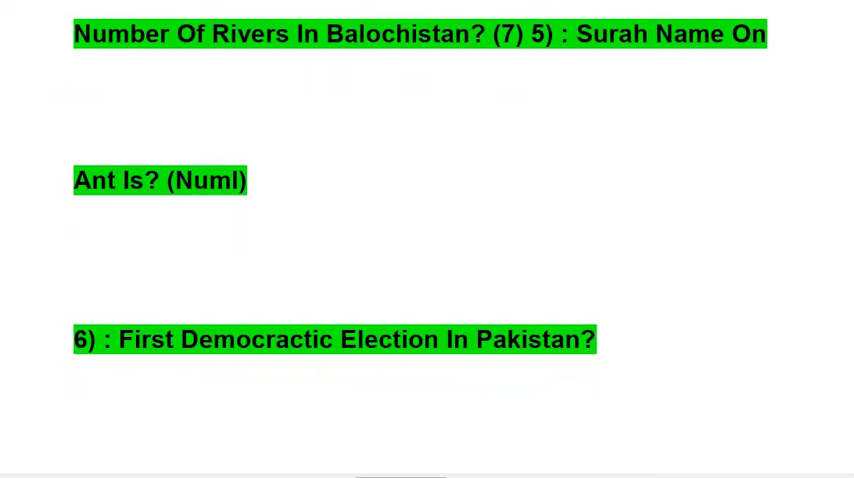 Number Of Rivers In Balochistan? (7) 5) : Surah Name On
Ant Is? (Numl)
6) : First Democractic Election In Pakistan?